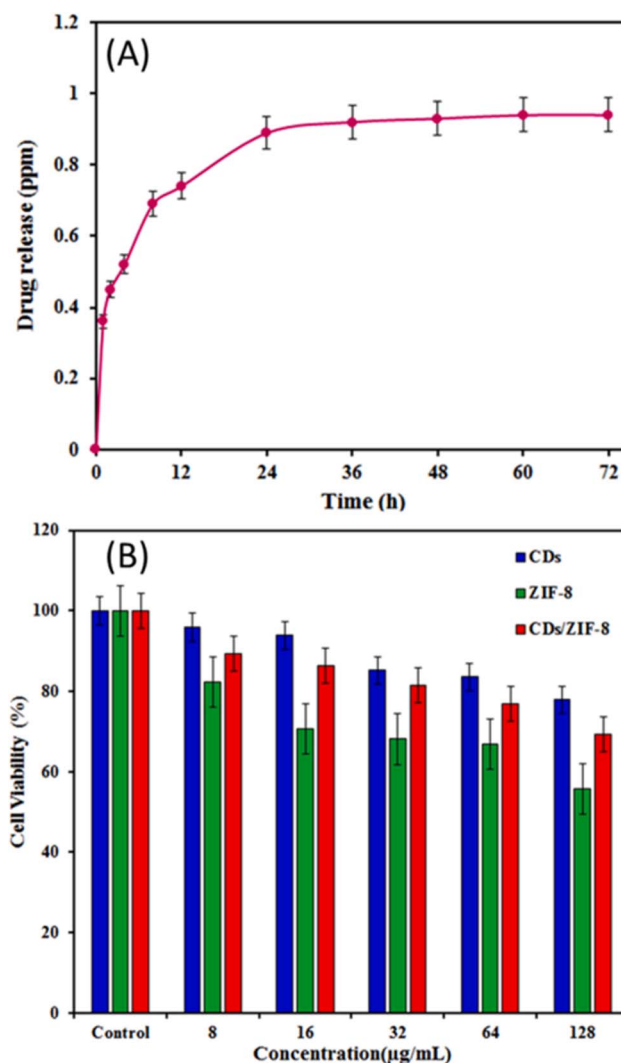 (A)
Drug release (ppm)
1.2
1
0.8
0.6
0.4
0.2
0
0 12 24 36 48 60 72
Time (h)
(B)
CDs
ZIF-8
CDs/ZIF-8
Cell Viability (%)
120
100
80
60
40
20
0
Control 8 16 32 64 128
Concentration(μg/mL)